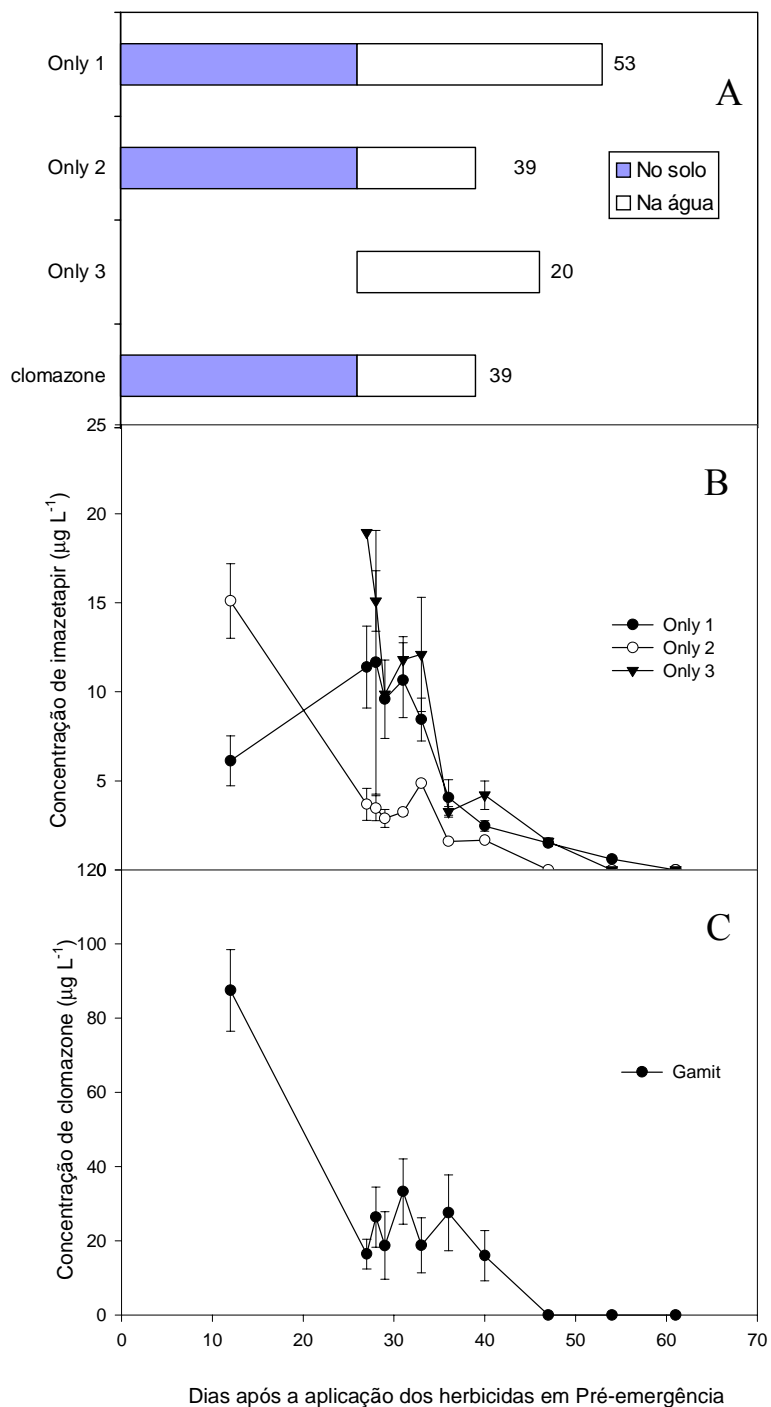 Only 1
53
A
Only 2
39
No solo
Na água
Only 3
20
clomazone
39
25
B
20
15
10
5
0
Concentração de imazetapir (µg L-1)
Only 1
Only 2
Only 3
120
C
100
80
60
40
20
0
Concentração de clomazone (µg L-1)
Gamit
0 10 20 30 40 50 60 70
Dias após a aplicação dos herbicidas em Pré-emergência